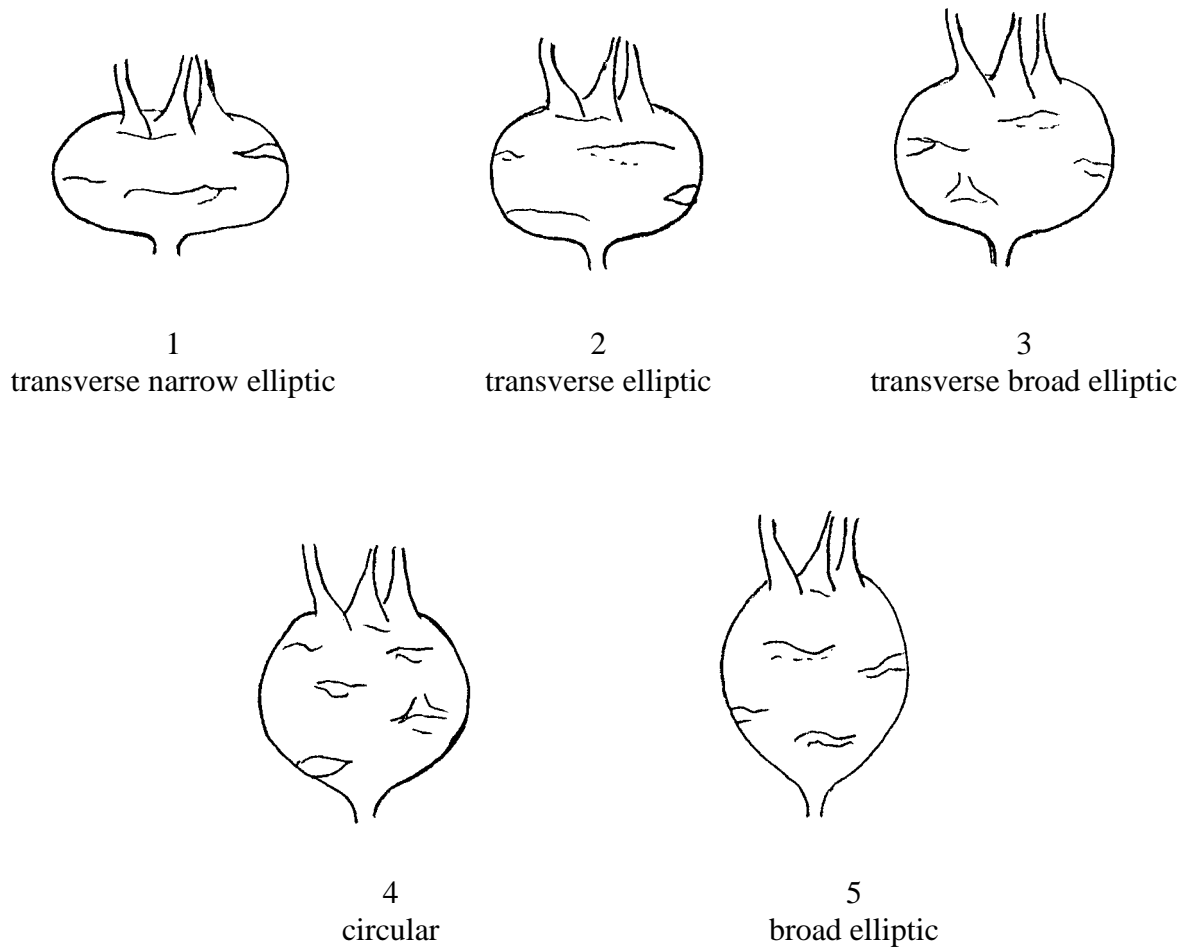 1
transverse narrow elliptic
2
transverse elliptic
3
transverse broad elliptic
4
circular
5
broad elliptic